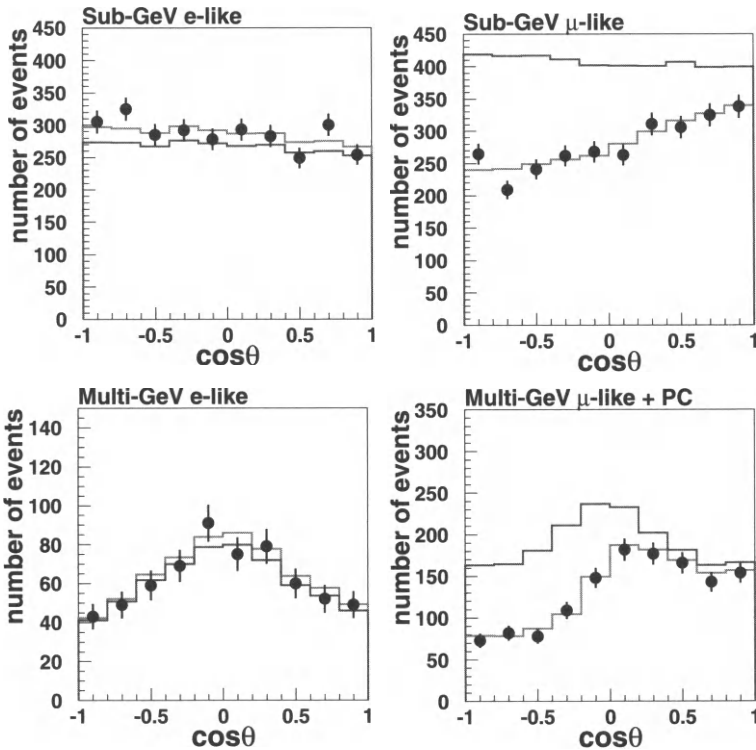 Sub-GeV e-like
number of events
450
400
350
300
250
200
150
100
50
0
-1 -0.5 0 0.5 1
cosθ
Sub-GeV μ-like
number of events
450
400
350
300
250
200
150
100
50
0
-1 -0.5 0 0.5 1
cosθ
Multi-GeV e-like
number of events
140
120
100
80
60
40
20
0
-1 -0.5 0 0.5 1
cosθ
Multi-GeV μ-like + PC
number of events
350
300
250
200
150
100
50
0
-1 -0.5 0 0.5 1
cosθ